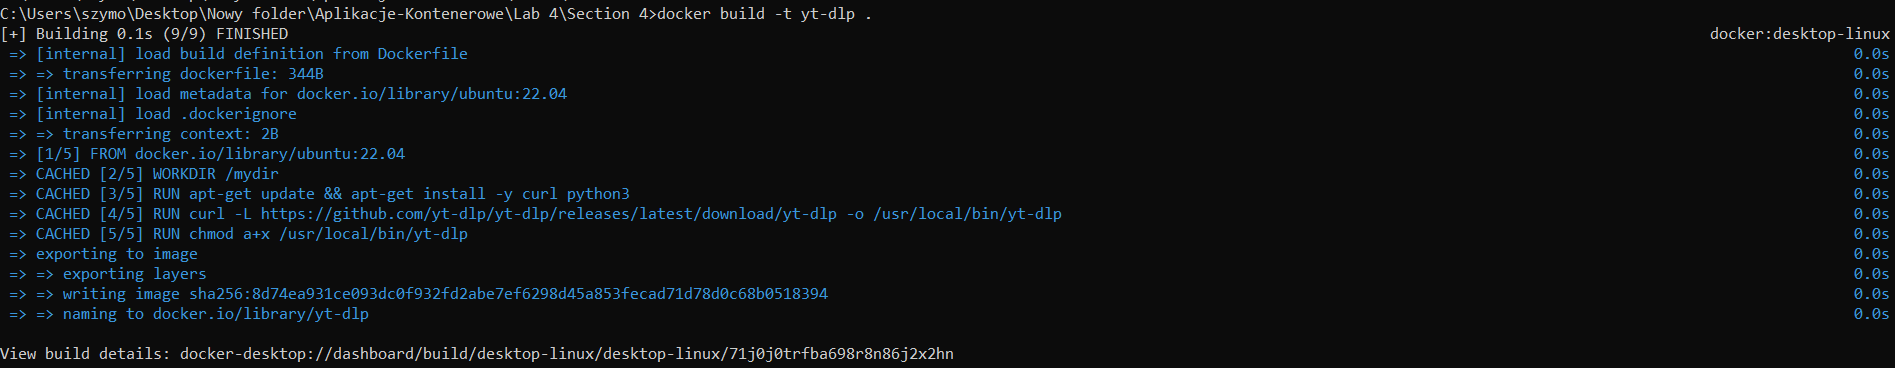 C:\Users\szymo\Desktop\Nowy folder\Aplikacje-Kontenerowe\Lab 4\Section 4>docker build -t yt-dlp .
[+] Building 0.1s (9/9) FINISHED docker:desktop-linux
=> [internal] load build definition from Dockerfile 0.0s
=> => transferring dockerfile: 344B 0.0s
=> [internal] load metadata for docker.io/library/ubuntu:22.04 0.0s
=> [internal] load .dockerignore 0.0s
=> => transferring context: 2B 0.0s
=> [1/5] FROM docker.io/library/ubuntu:22.04 0.0s
=> CACHED [2/5] WORKDIR /mydir 0.0s
=> CACHED [3/5] RUN apt-get update && apt-get install -y curl python3 0.0s
=> CACHED [4/5] RUN curl -L https://github.com/yt-dlp/yt-dlp/releases/latest/download/yt-dlp -o /usr/local/bin/yt-dlp 0.0s
=> CACHED [5/5] RUN chmod a+x /usr/local/bin/yt-dlp 0.0s
=> exporting to image 0.0s
=> => exporting layers 0.0s
=> => writing image sha256:8d74ea931ce093dc0f932fd2abe7ef6298d45a853fecad71d78d0c68b0518394 0.0s
=> => naming to docker.io/library/yt-dlp 0.0s
View build details: docker-desktop://dashboard/build/desktop-linux/desktop-linux/71j0j0trfba698r8n86j2x2hn